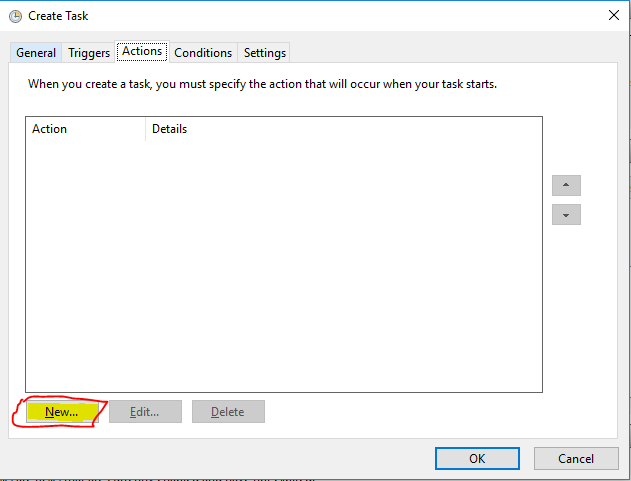 Create Task
General Triggers Actions Conditions Settings
When you create a task, you must specify the action that will occur when your task starts.
Action Details
New... Edit... Delete
OK Cancel